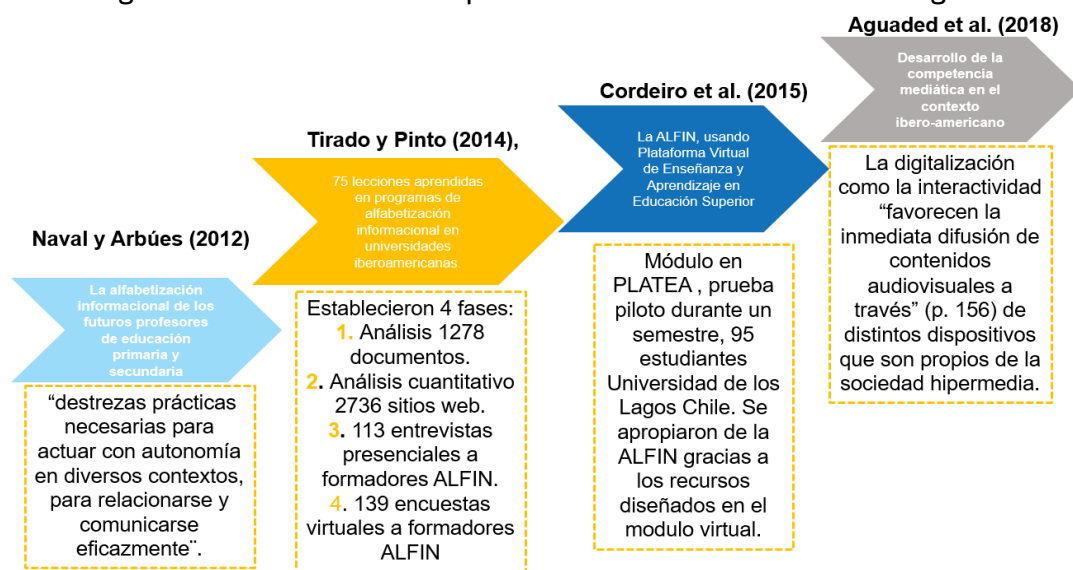 Naval y Arbúes (2012)
La alfabetización
informacional de los
futuros profesores
de educación
primaria y
secundaria
“destrezas prácticas
necesarias para
actuar con autonomía
en diversos contextos,
para relacionarse y
comunicarse
eficazmente¨.
Tirado y Pinto (2014),
75 lecciones aprendidas
en programas de
alfabetización
informacional en
universidades
iberoamericanas.
Establecieron 4 fases:
1. Análisis 1278
documentos.
2. Análisis cuantitativo
2736 sitios web.
3. 113 entrevistas
presenciales a
formadores ALFIN.
4. 139 encuestas
virtuales a formadores
ALFIN
Cordeiro et al. (2015)
La ALFIN, usando
Plataforma Virtual
de Enseñanza y
Aprendizaje en
Educación Superior
Módulo en
PLATEA , prueba
piloto durante un
semestre, 95
estudiantes
Universidad de los
Lagos Chile. Se
apropiaron de la
ALFIN gracias a
los recursos
diseñados en el
modulo virtual.
Aguaded et al. (2018)
Desarrollo de la
competencia
mediática en el
contexto
ibero-americano
La digitalización
como la interactividad
“favorecen la
inmediata difusión de
contenidos
audiovisuales a
través” (p. 156) de
distintos dispositivos
que son propios de la
sociedad hipermedia.